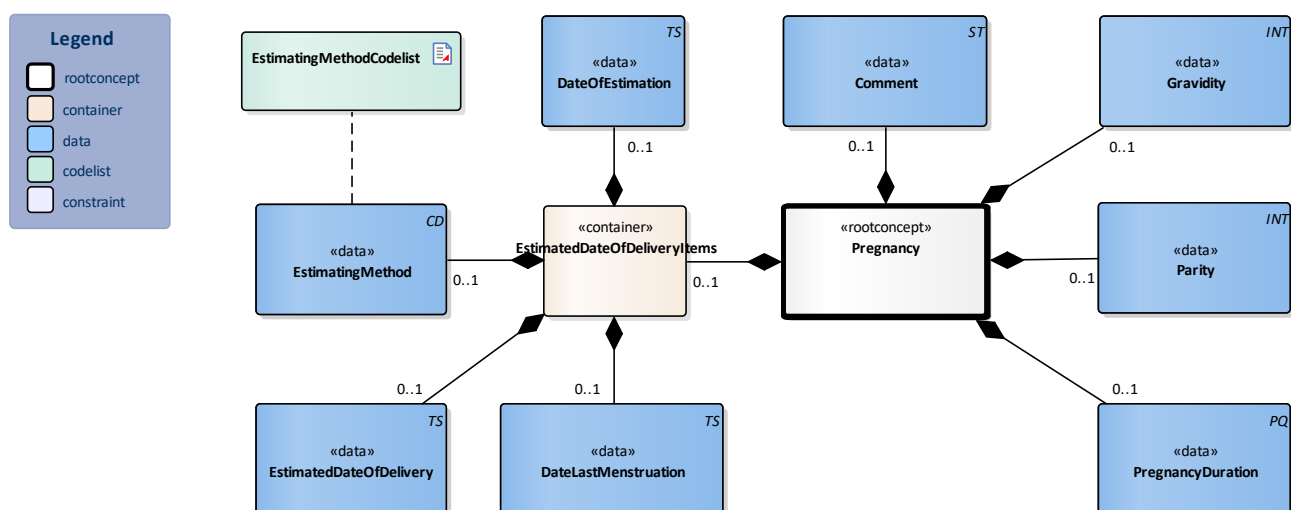 Legend
rootconcept
container
data
codelist
constraint
EstimatingMethodCodelist
TS
«data»
DateOfEstimation
0..1
ST
«data»
Comment
0..1
INT
«data»
Gravidity
0..1
CD
«data»
EstimatingMethod
0..1
«container»
EstimatedDateOfDeliveryItems
0..1
«rootconcept»
Pregnancy
INT
«data»
Parity
0..1
0..1
TS
«data»
EstimatedDateOfDelivery
0..1
TS
«data»
DateLastMenstruation
0..1
PQ
«data»
PregnancyDuration